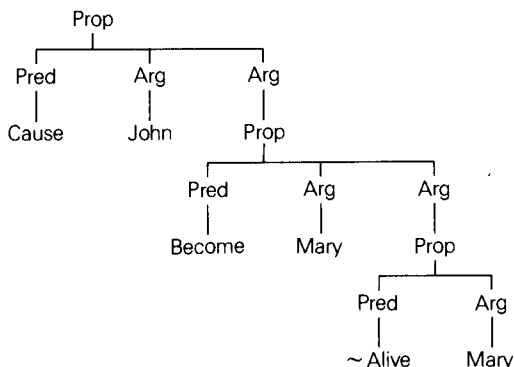 Prop
Pred Arg Arg
Cause John Prop
Pred Arg Arg
Become Mary Prop
Pred Arg
~Alive Mary